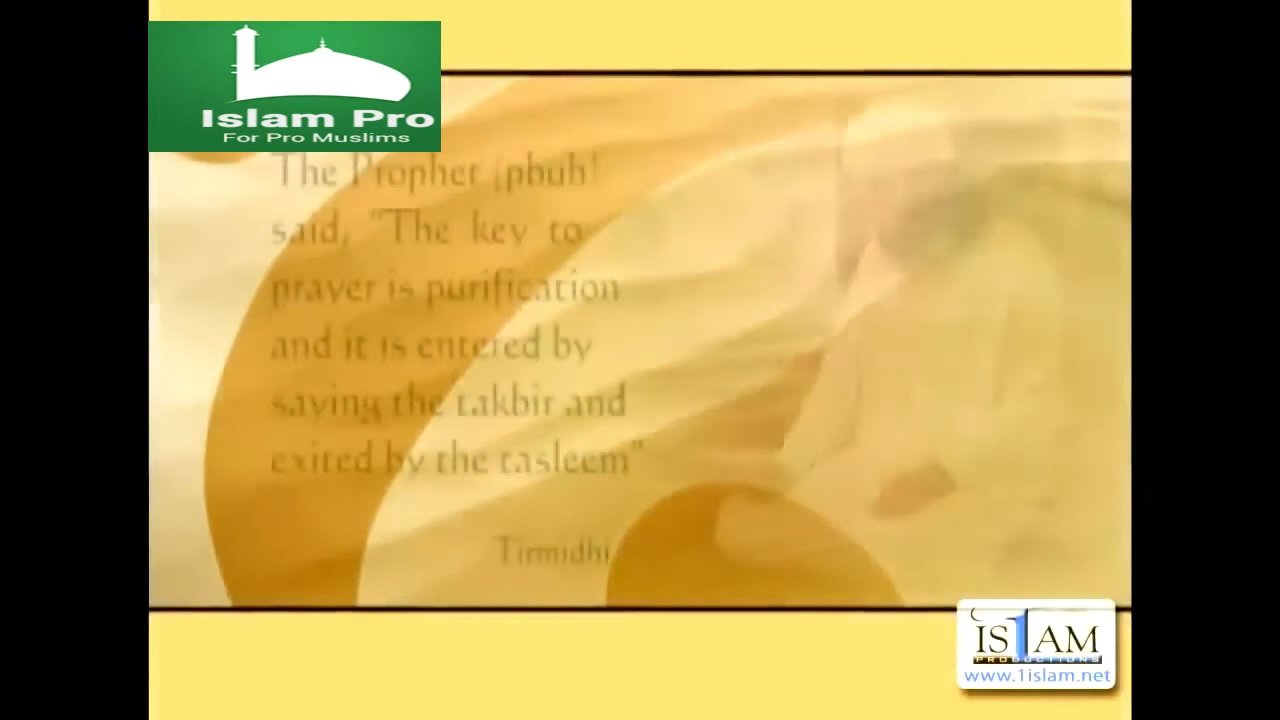 Islam Pro
For Pro Muslims
The Prophet (pbuh)
said, "The key to
prayer is purification
and it is entered by
saying the takbir and
exited by the tasleem"
Tirmidhi
IS1AM
PRODUCTIONS
www.1islam.net